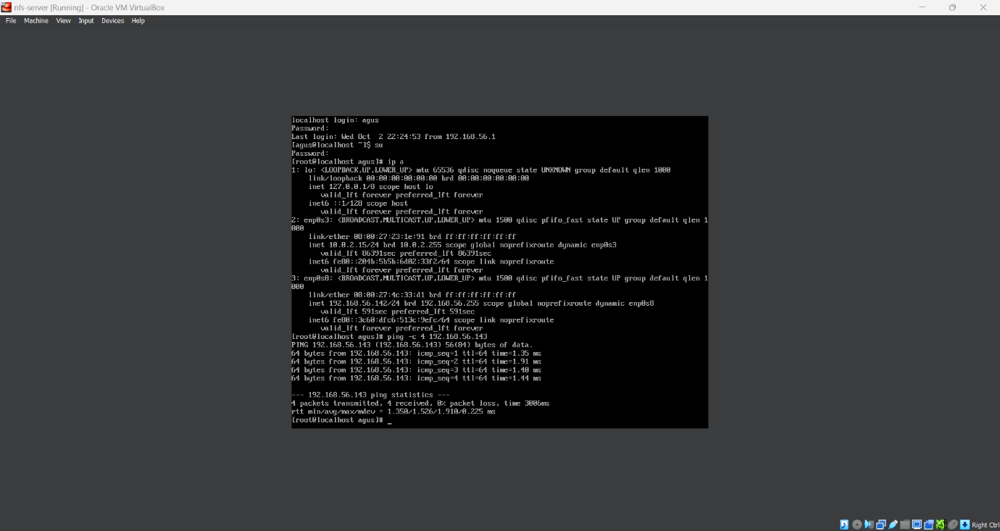 nfs-server [Running] - Oracle VM VirtualBox
File Machine View Input Devices Help
localhost login: agus
Password:
Last login: Wed Oct  2 22:24:53 from 192.168.56.1
[agus@localhost ~]$ su
Password:
[root@localhost agus]# ip a
1: lo: <LOOPBACK,UP,LOWER_UP> mtu 65536 qdisc noqueue state UNKNOWN group default qlen 1000
    link/loopback 00:00:00:00:00:00 brd 00:00:00:00:00:00
    inet 127.0.0.1/8 scope host lo
       valid_lft forever preferred_lft forever
    inet6 ::1/128 scope host
       valid_lft forever preferred_lft forever
2: enp0s3: <BROADCAST,MULTICAST,UP,LOWER_UP> mtu 1500 qdisc pfifo_fast state UP group default qlen 1
000
    link/ether 08:00:27:23:1e:91 brd ff:ff:ff:ff:ff:ff
    inet 10.0.2.15/24 brd 10.0.2.255 scope global noprefixroute dynamic enp0s3
       valid_lft 86391sec preferred_lft 86391sec
    inet6 fe80::204b:5b5b:6d02:33f2/64 scope link noprefixroute
       valid_lft forever preferred_lft forever
3: enp0s8: <BROADCAST,MULTICAST,UP,LOWER_UP> mtu 1500 qdisc pfifo_fast state UP group default qlen 1
000
    link/ether 08:00:27:4c:33:d1 brd ff:ff:ff:ff:ff:ff
    inet 192.168.56.142/24 brd 192.168.56.255 scope global noprefixroute dynamic enp0s8
       valid_lft 591sec preferred_lft 591sec
    inet6 fe80::3c60:dfc6:513c:9efc/64 scope link noprefixroute
       valid_lft forever preferred_lft forever
[root@localhost agus]# ping -c 4 192.168.56.143
PING 192.168.56.143 (192.168.56.143) 56(84) bytes of data.
64 bytes from 192.168.56.143: icmp_seq=1 ttl=64 time=1.35 ms
64 bytes from 192.168.56.143: icmp_seq=2 ttl=64 time=1.91 ms
64 bytes from 192.168.56.143: icmp_seq=3 ttl=64 time=1.40 ms
64 bytes from 192.168.56.143: icmp_seq=4 ttl=64 time=1.44 ms
--- 192.168.56.143 ping statistics ---
4 packets transmitted, 4 received, 0% packet loss, time 3006ms
rtt min/avg/max/mdev = 1.350/1.526/1.910/0.225 ms
[root@localhost agus]# _
Right Ctrl